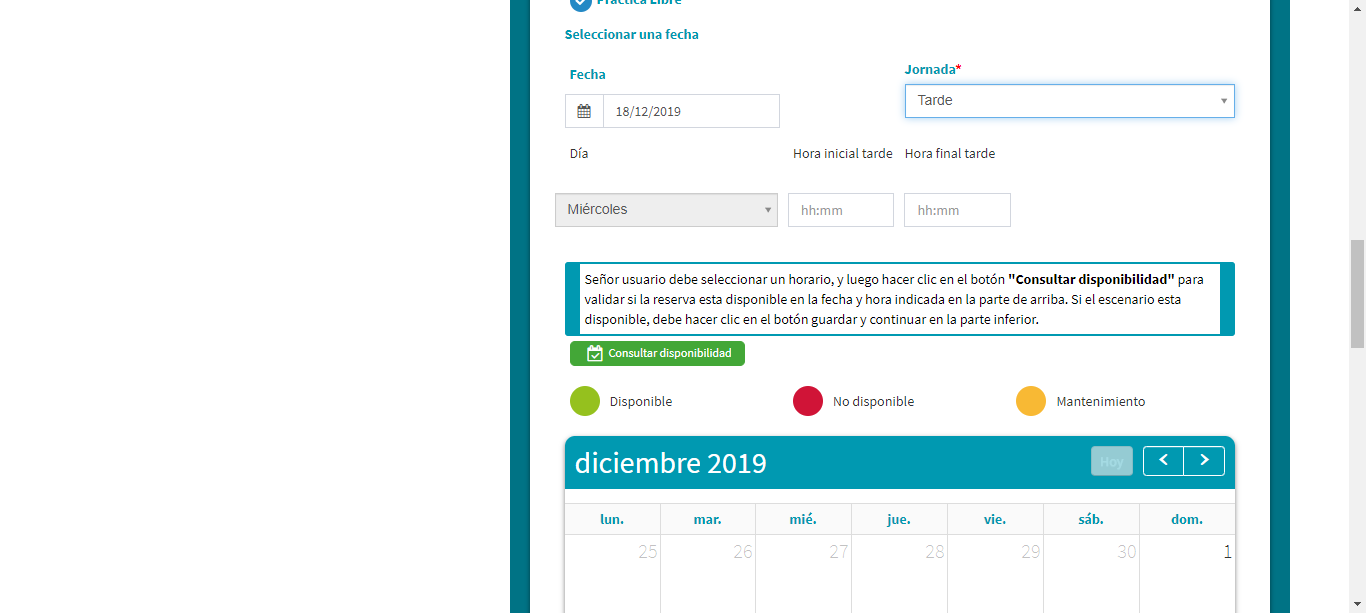 Práctica Libre
Seleccionar una fecha
Fecha
Jornada*
18/12/2019
Tarde
Día
Hora inicial tarde
Hora final tarde
Miércoles
hh:mm
hh:mm
Señor usuario debe seleccionar un horario, y luego hacer clic en el botón "Consultar disponibilidad" para
validar si la reserva esta disponible en la fecha y hora indicada en la parte de arriba. Si el escenario esta
disponible, debe hacer clic en el botón guardar y continuar en la parte inferior.
Consultar disponibilidad
Disponible
No disponible
Mantenimiento
diciembre 2019
Hoy
lun. mar. mié. jue. vie. sáb. dom.
25 26 27 28 29 30 1